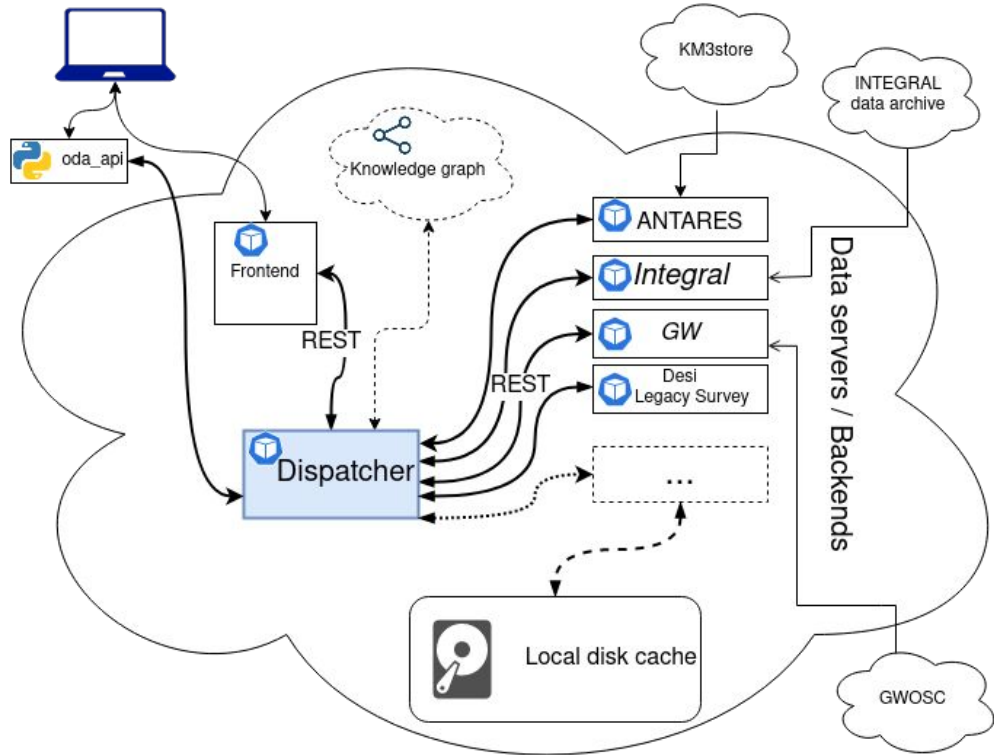 KM3store
INTEGRAL
data archive
oda_api
Knowledge graph
Frontend
REST
ANTARES
Integral
GW
Desi
Legacy Survey
REST
Dispatcher
...
Data servers / Backends
Local disk cache
GWOSC